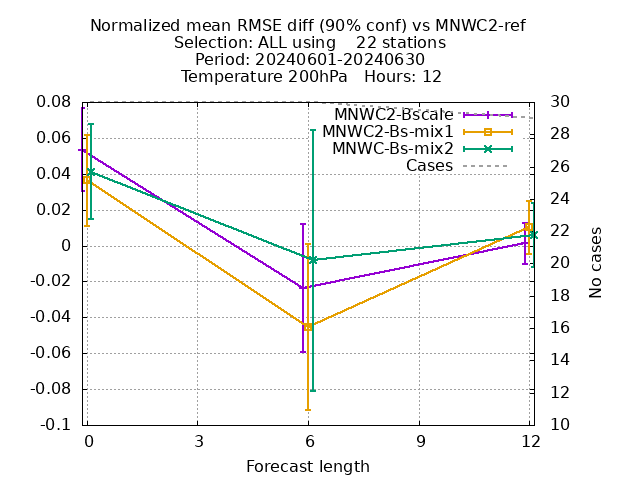 Normalized mean RMSE diff (90% conf) vs MNWC2-ref
Selection: ALL using    22 stations
Period: 20240601-20240630
Temperature 200hPa   Hours: 12
MNWC2-Bscale
MNWC2-Bs-mix1
MNWC-Bs-mix2
Cases
0.08
0.06
0.04
0.02
0
-0.02
-0.04
-0.06
-0.08
-0.1
30
28
26
24
22
20
18
16
14
12
10
No cases
0 3 6 9 12
Forecast length